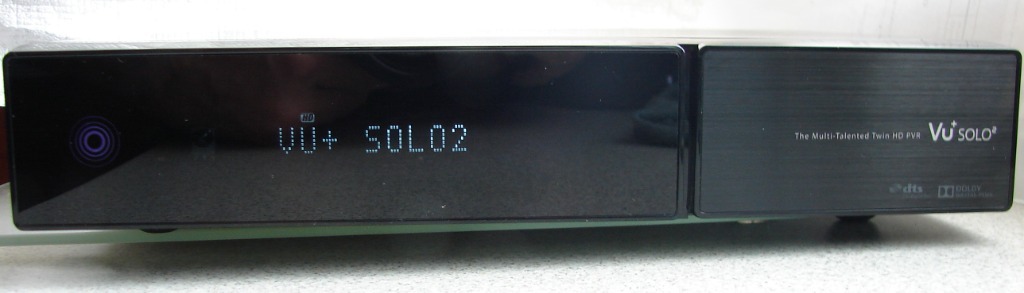 HD
VU+ SOLO2
The Multi-Talented Twin HD PVR Vu+ SOLO²
dts
DOLBY